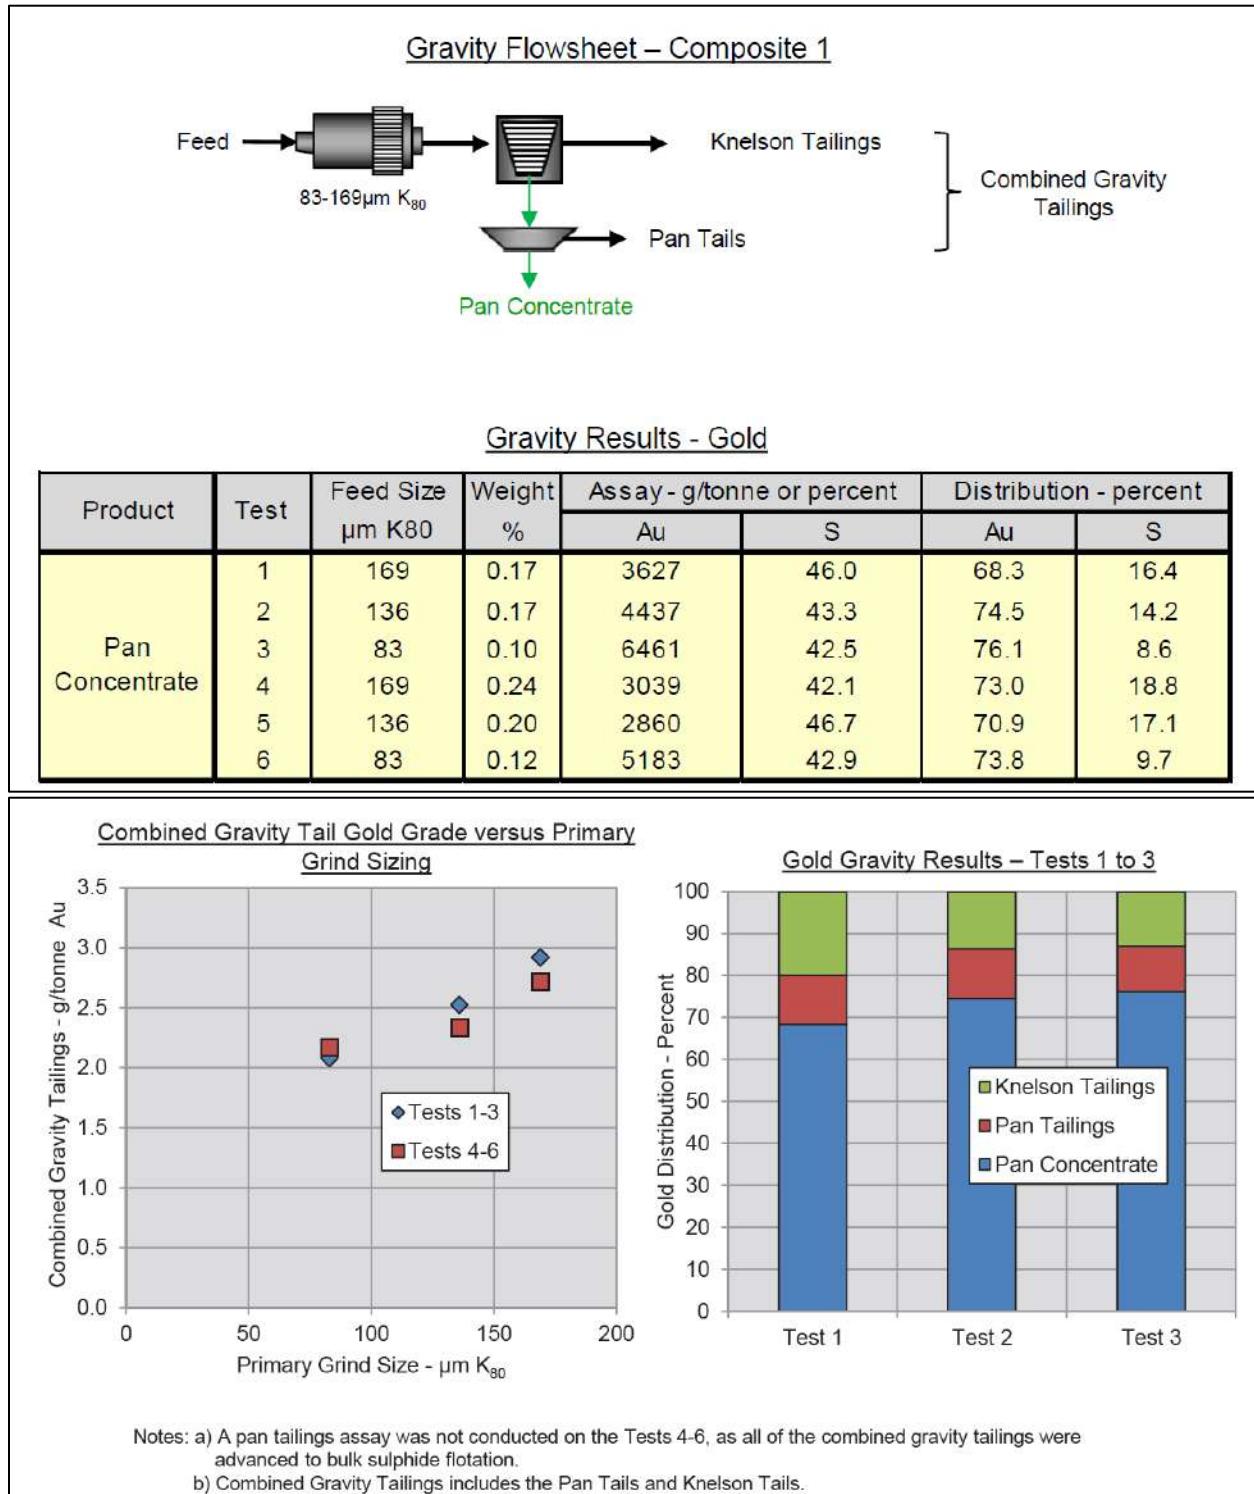 Gravity Flowsheet – Composite 1
Feed
83-169µm K80
Knelson Tailings
Combined Gravity
Tailings
Pan Tails
Pan Concentrate
Gravity Results - Gold
Product Test Feed Size Weight Assay - g/tonne or percent Distribution - percent
µm K80 % Au S Au S
1 169 0.17 3627 46.0 68.3 16.4
2 136 0.17 4437 43.3 74.5 14.2
Pan 3 83 0.10 6461 42.5 76.1 8.6
Concentrate 4 169 0.24 3039 42.1 73.0 18.8
5 136 0.20 2860 46.7 70.9 17.1
6 83 0.12 5183 42.9 73.8 9.7
Combined Gravity Tail Gold Grade versus Primary
Grind Sizing
Combined Gravity Tailings - g/tonne Au
3.5
3.0
2.5
2.0
1.5
1.0
0.5
0.0
Tests 1-3
Tests 4-6
0 50 100 150 200
Primary Grind Size - µm K80
Gold Gravity Results – Tests 1 to 3
Gold Distribution - Percent
100
90
80
70
60
50
40
30
20
10
0
Knelson Tailings
Pan Tailings
Pan Concentrate
Test 1 Test 2 Test 3
Notes: a) A pan tailings assay was not conducted on the Tests 4-6, as all of the combined gravity tailings were
advanced to bulk sulphide flotation.
b) Combined Gravity Tailings includes the Pan Tails and Knelson Tails.